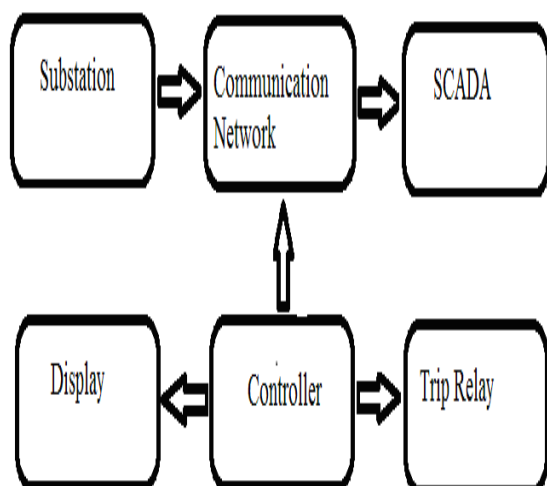 Substation
Communication
Network
SCADA
Display
Controller
Trip Relay